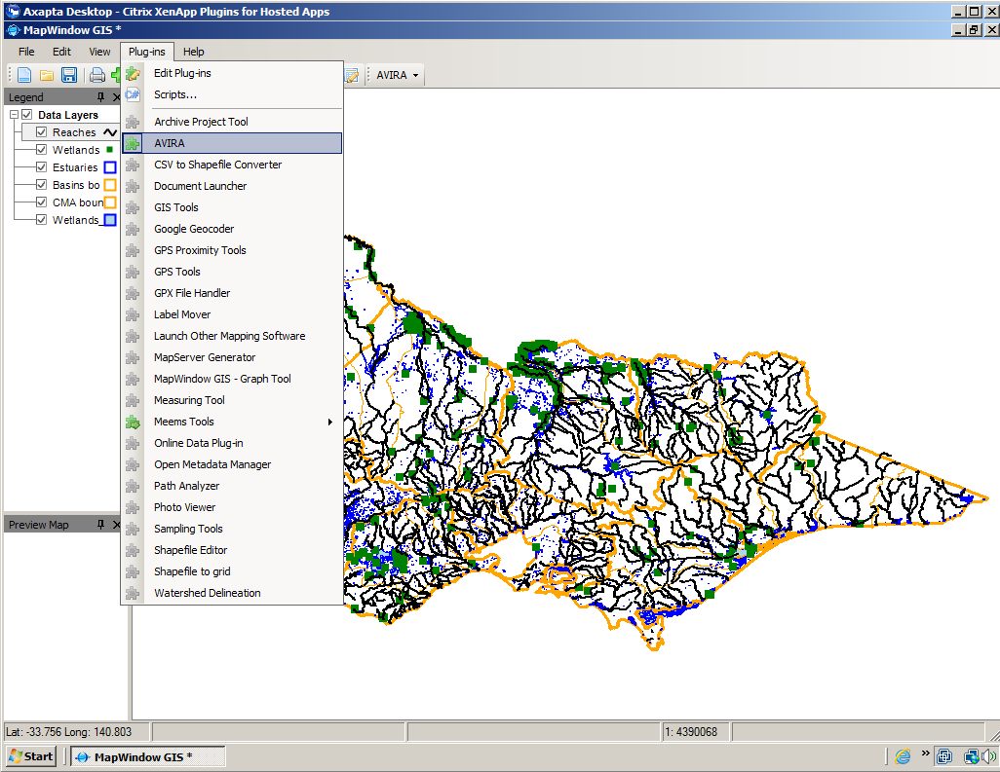 Axapta Desktop - Citrix XenApp Plugins for Hosted Apps
MapWindow GIS *
File Edit View Plug-ins Help
AVIRA
Legend
Data Layers
Reaches
Wetlands
Estuaries
Basins bo
CMA boun
Wetlands_
Edit Plug-ins
C#
Scripts...
Archive Project Tool
AVIRA
CSV to Shapefile Converter
Document Launcher
GIS Tools
Google Geocoder
GPS Proximity Tools
GPS Tools
GPX File Handler
Label Mover
Launch Other Mapping Software
MapServer Generator
MapWindow GIS - Graph Tool
Measuring Tool
Meems Tools
Online Data Plug-in
Open Metadata Manager
Path Analyzer
Photo Viewer
Sampling Tools
Shapefile Editor
Shapefile to grid
Watershed Delineation
Preview Map
Lat: -33.756 Long: 140.803
1: 4390068
Start
MapWindow GIS *
»